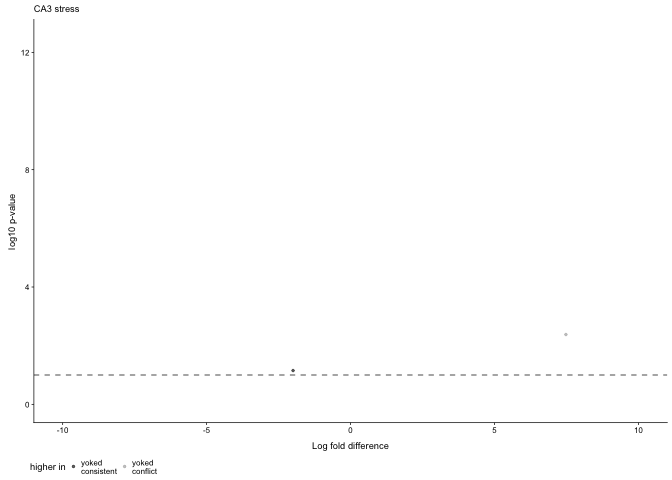 CA3 stress
12
8
4
0
log10 p-value
-10 -5 0 5 10
Log fold difference
higher in
yoked
consistent
yoked
conflict